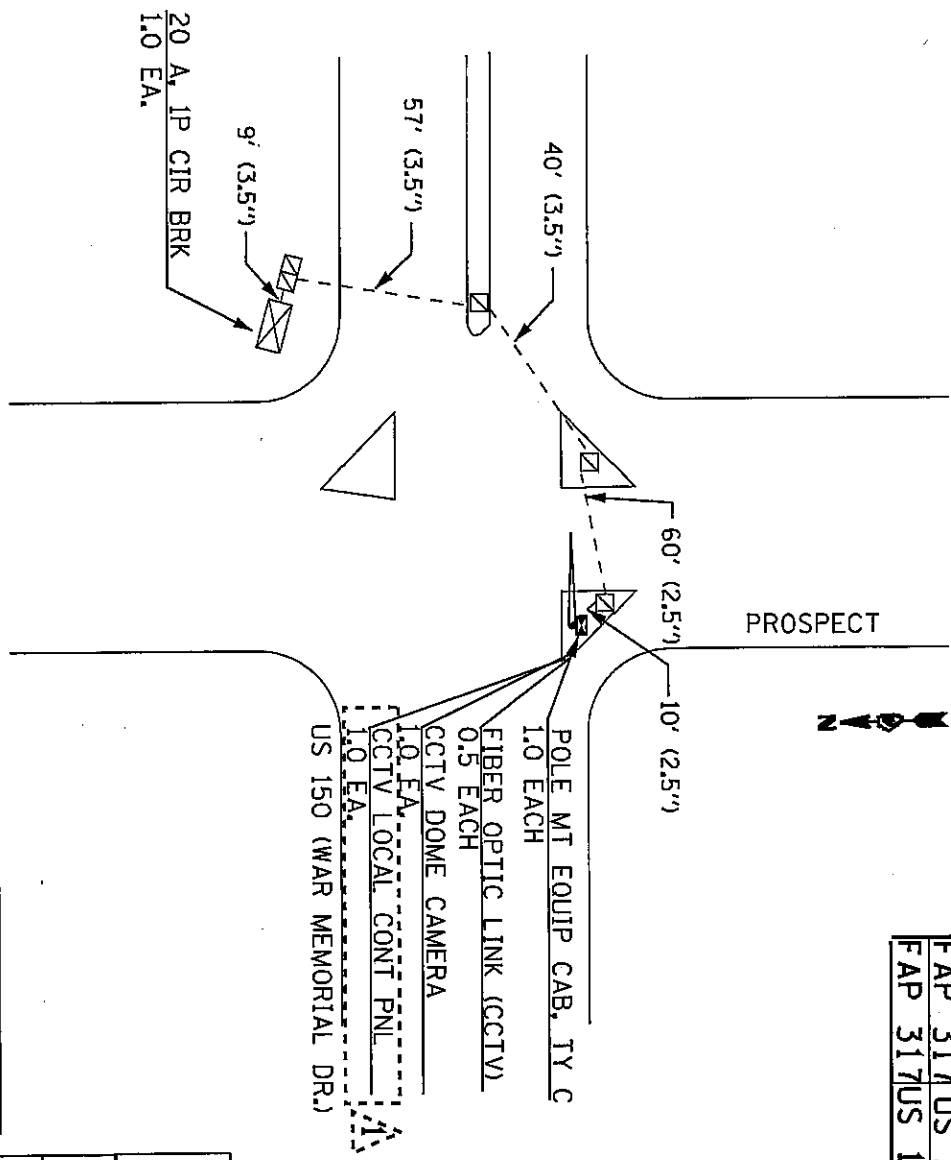 FAP 317 US
FAP 317 US 1
PROSPECT
N
40' (3.5")
57' (3.5")
9' (3.5")
20 A, 1P CIR BRK
1.0 EA.
60' (2.5")
10' (2.5")
POLE MT EQUIP CAB, TY C
1.0 EACH
FIBER OPTIC LINK (CCTV)
0.5 EACH
CCTV DOME CAMERA
1.0 EA.
CCTV LOCAL CONT PNL
1.0 EA.
1
US 150 (WAR MEMORIAL DR.)